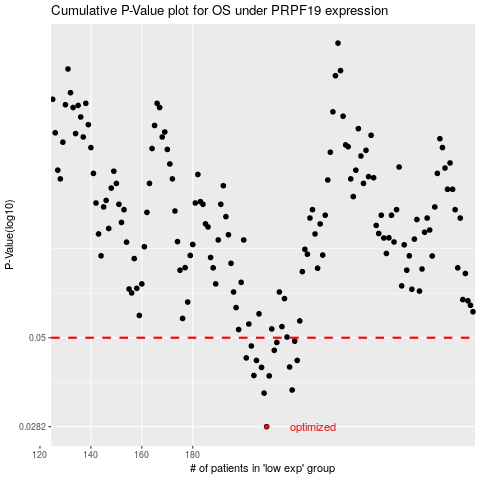 Cumulative P-Value plot for OS under PRPF19 expression
P-Value(log10)
0.05
0.0282
optimized
120 140 160 180
# of patients in 'low exp' group